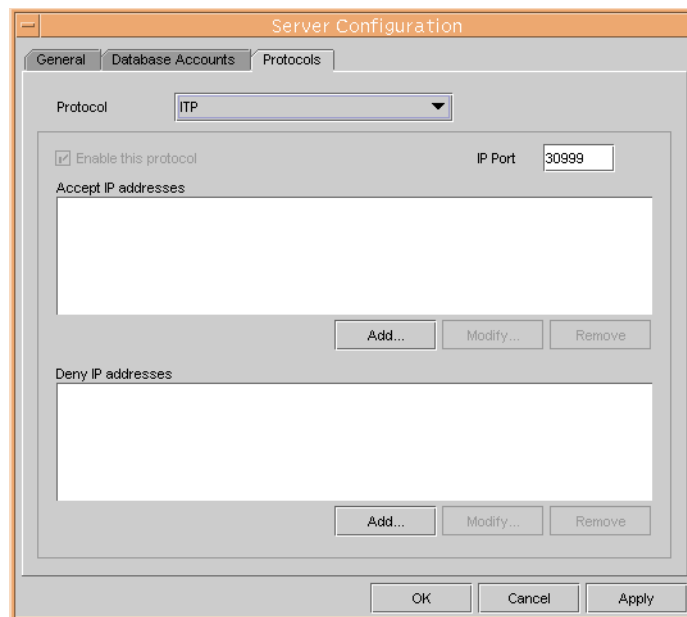 Server Configuration
General Database Accounts Protocols
Protocol ITP
Enable this protocol IP Port 30999
Accept IP addresses
Add... Modify... Remove
Deny IP addresses
Add... Modify... Remove
OK Cancel Apply